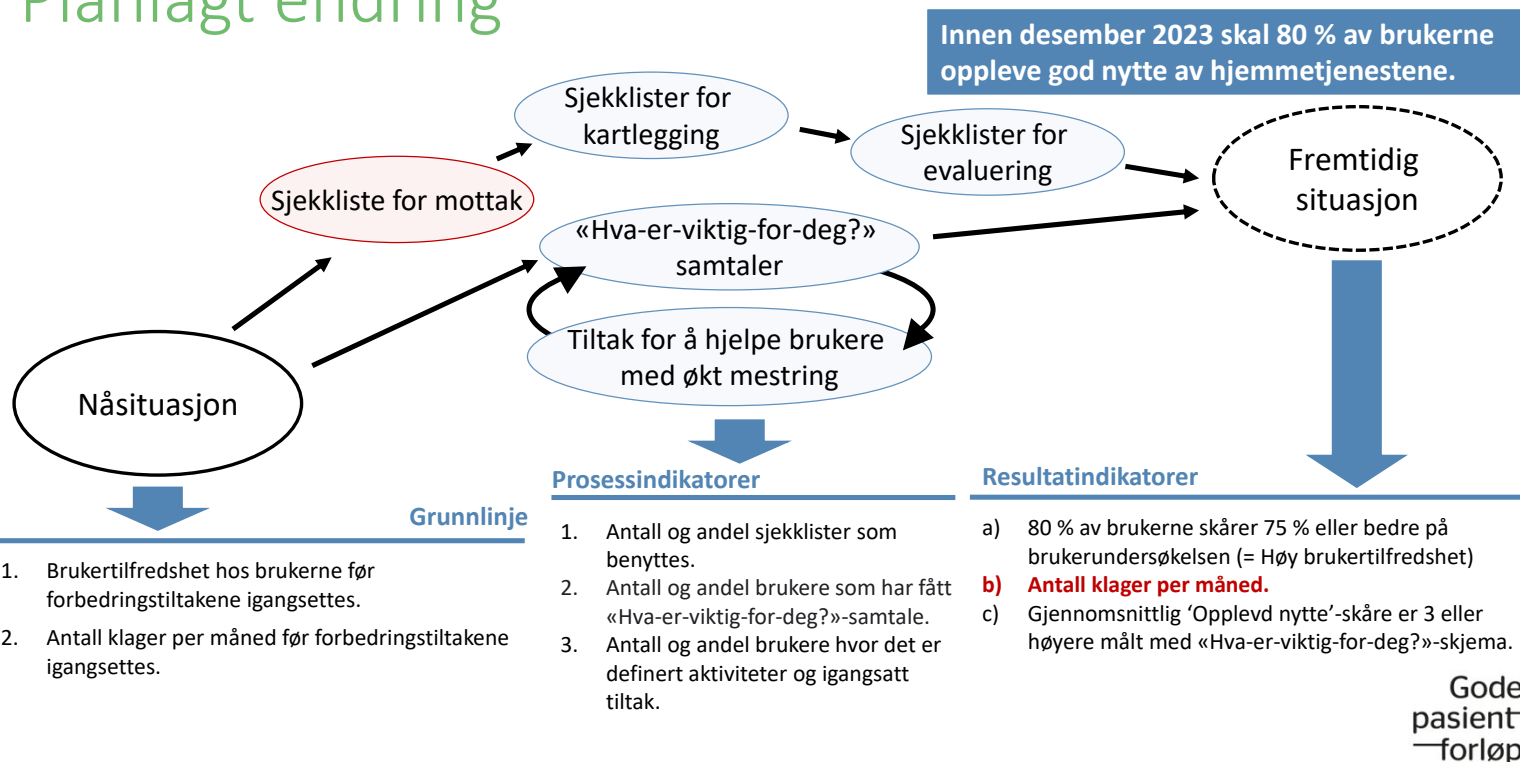 Planlagt endring
Innen desember 2023 skal 80 % av brukerne
oppleve god nytte av hjemmetjenestene.
Sjekklister for
kartlegging
Sjekklister for
evaluering
Fremtidig
situasjon
Sjekkliste for mottak
«Hva-er-viktig-for-deg?»
samtaler
Tiltak for å hjelpe brukere
med økt mestring
Nåsituasjon
Grunnlinje
1. Brukertilfredshet hos brukerne før
forbedringstiltakene igangsettes.
2. Antall klager per måned før forbedringstiltakene
igangsettes.
Prosessindikatorer
1. Antall og andel sjekklister som
benyttes.
2. Antall og andel brukere som har fått
«Hva-er-viktig-for-deg?»-samtale.
3. Antall og andel brukere hvor det er
definert aktiviteter og igangsatt
tiltak.
Resultatindikatorer
a) 80 % av brukerne skårer 75 % eller bedre på
brukerundersøkelsen (= Høy brukertilfredshet)
b) Antall klager per måned.
c) Gjennomsnittlig ‘Opplevd nytte’-skåre er 3 eller
høyere målt med «Hva-er-viktig-for-deg?»-skjema.
Gode
pasient
forløp